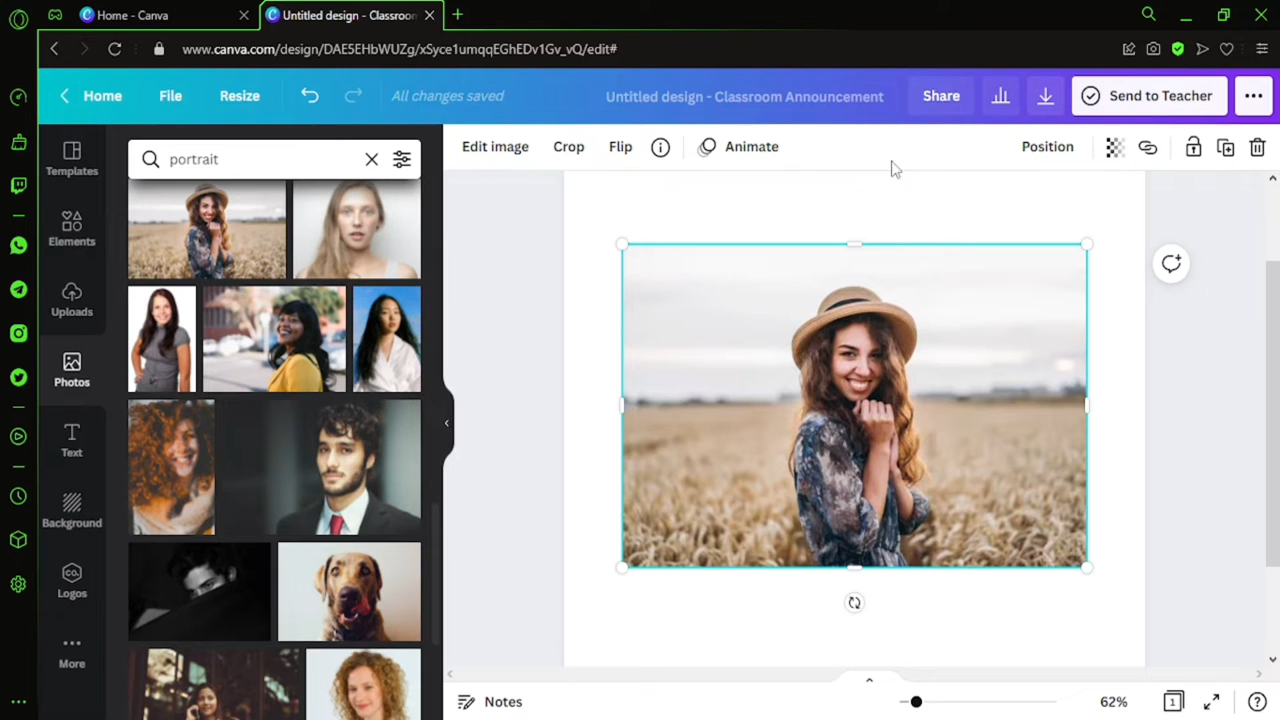 Home - Canva
Untitled design - Classroom
www.canva.com/design/DAE5EHbWUZg/xSyce1umqqEGhEDv1Gv_vQ/edit#
Home File Resize All changes saved Untitled design - Classroom Announcement Share Send to Teacher
Templates
Elements
Uploads
Photos
Text
Background
CO.
Logos
More
portrait
Edit image Crop Flip Animate Position
Notes 62% 1